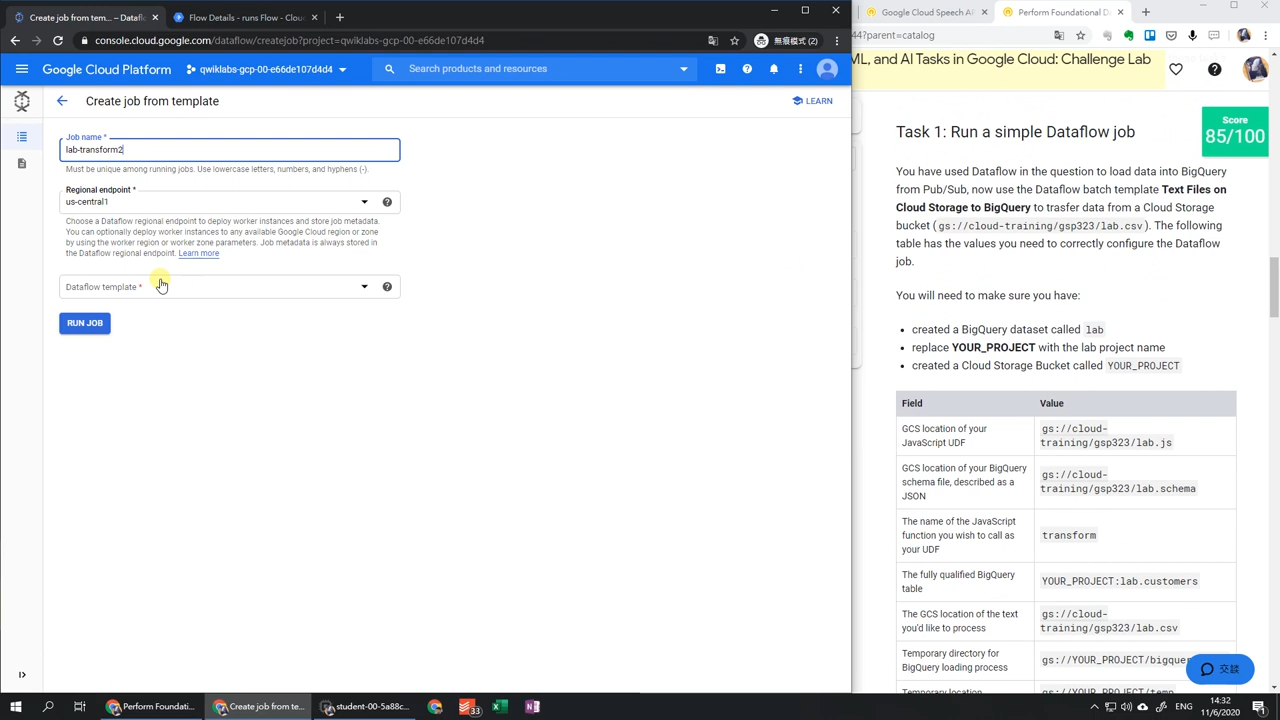 Create job from tem... – Datafl
Flow Details - runs Flow - Clou
console.cloud.google.com/dataflow/createjob?project=qwiklabs-gcp-00-e66de107d4d4
無痕模式 (2)
Google Cloud Platform
qwiklabs-gcp-00-e66de107d4d4
Search products and resources
Create job from template
LEARN
Job name *
lab-transform2
Must be unique among running jobs. Use lowercase letters, numbers, and hyphens (-).
Regional endpoint *
us-central1
Choose a Dataflow regional endpoint to deploy worker instances and store job metadata.
You can optionally deploy worker instances to any available Google Cloud region or zone
by using the worker region or worker zone parameters. Job metadata is always stored in
the Dataflow regional endpoint. Learn more
Dataflow template *
RUN JOB
Google Cloud Speech AP
Perform Foundational D
44?parent=catalog
ML, and AI Tasks in Google Cloud: Challenge Lab
Score
85/100
Task 1: Run a simple Dataflow job
You have used Dataflow in the question to load data into BigQuery
from Pub/Sub, now use the Dataflow batch template Text Files on
Cloud Storage to BigQuery to trasfer data from a Cloud Storage
bucket ( gs://cloud-training/gsp323/lab.csv ). The following
table has the values you need to correctly configure the Dataflow
job.
You will need to make sure you have:
• created a BigQuery dataset called lab
• replace YOUR_PROJECT with the lab project name
• created a Cloud Storage Bucket called YOUR_PROJECT
Field Value
GCS location of your
JavaScript UDF
gs://cloud-
training/gsp323/lab.js
GCS location of your BigQuery
schema file, described as a
JSON
gs://cloud-
training/gsp323/lab.schema
The name of the JavaScript
function you wish to call as
your UDF
transform
The fully qualified BigQuery
table
YOUR_PROJECT:lab.customers
The GCS location of the text
you'd like to process
gs://cloud-
training/gsp323/lab.csv
Temporary directory for
BigQuery loading process
gs://YOUR_PROJECT/bigque
Temporary location
gs://YOUR_PROJECT/temp
交談
Perform Foundatio...
Create job from te...
student-00-5a88c...
33
ENG
14:32
11/6/2020
1